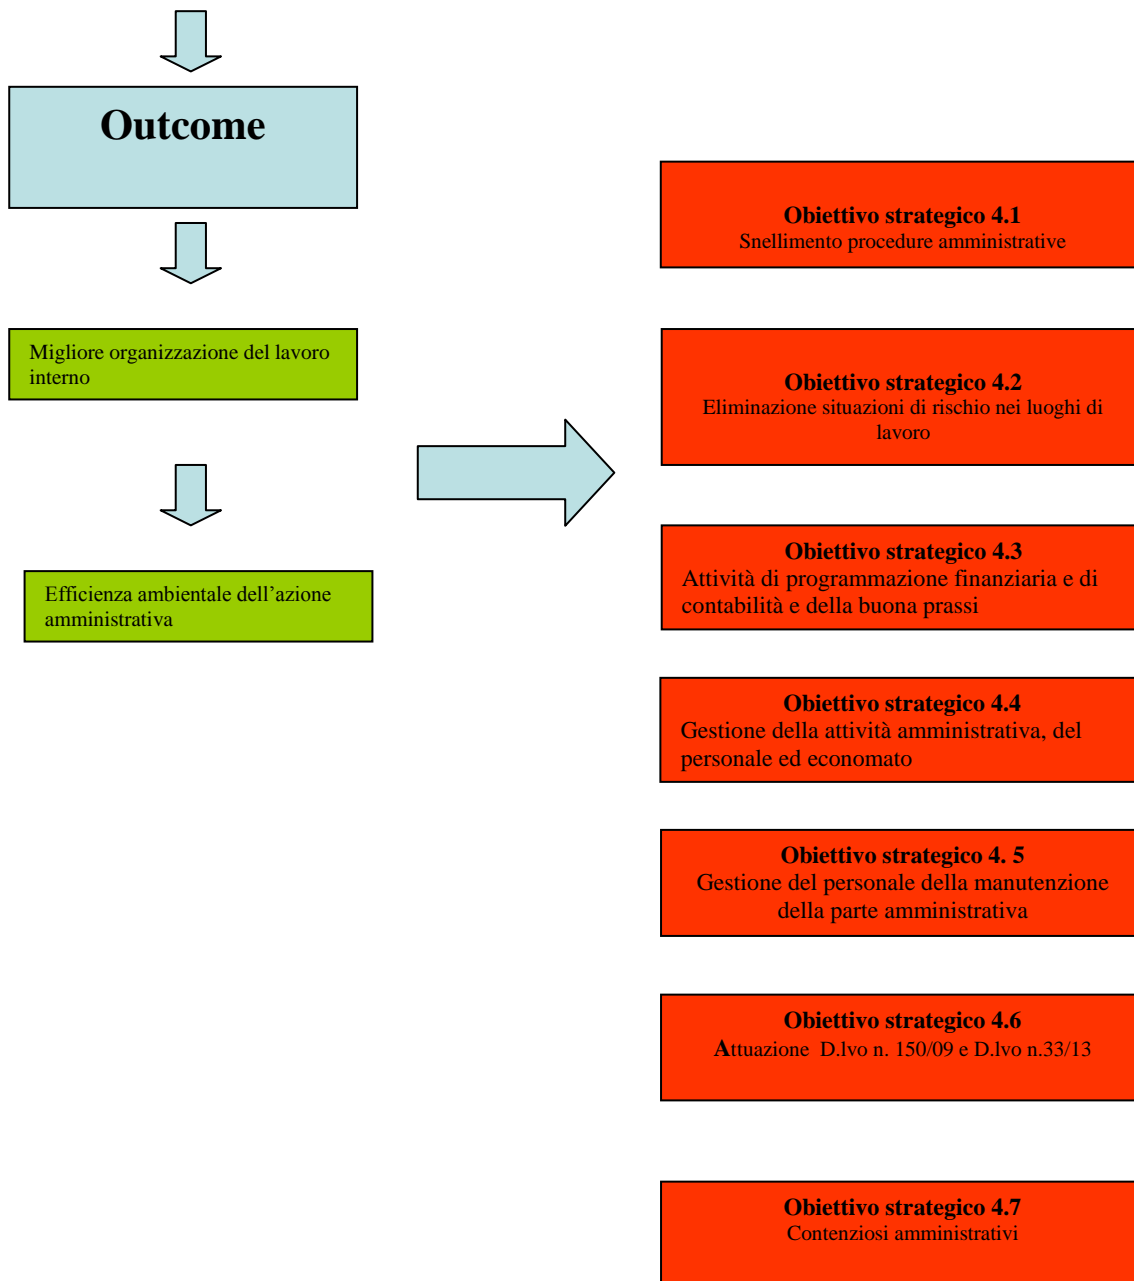 Outcome
Migliore organizzazione del lavoro
interno
Efficienza ambientale dell’azione
amministrativa
Obiettivo strategico 4.1
Snellimento procedure amministrative
Obiettivo strategico 4.2
Eliminazione situazioni di rischio nei luoghi di
lavoro
Obiettivo strategico 4.3
Attività di programmazione finanziaria e di
contabilità e della buona prassi
Obiettivo strategico 4.4
Gestione della attività amministrativa, del
personale ed economato
Obiettivo strategico 4. 5
Gestione del personale della manutenzione
della parte amministrativa
Obiettivo strategico 4.6
Attuazione D.lvo n. 150/09 e D.lvo n.33/13
Obiettivo strategico 4.7
Contenziosi amministrativi